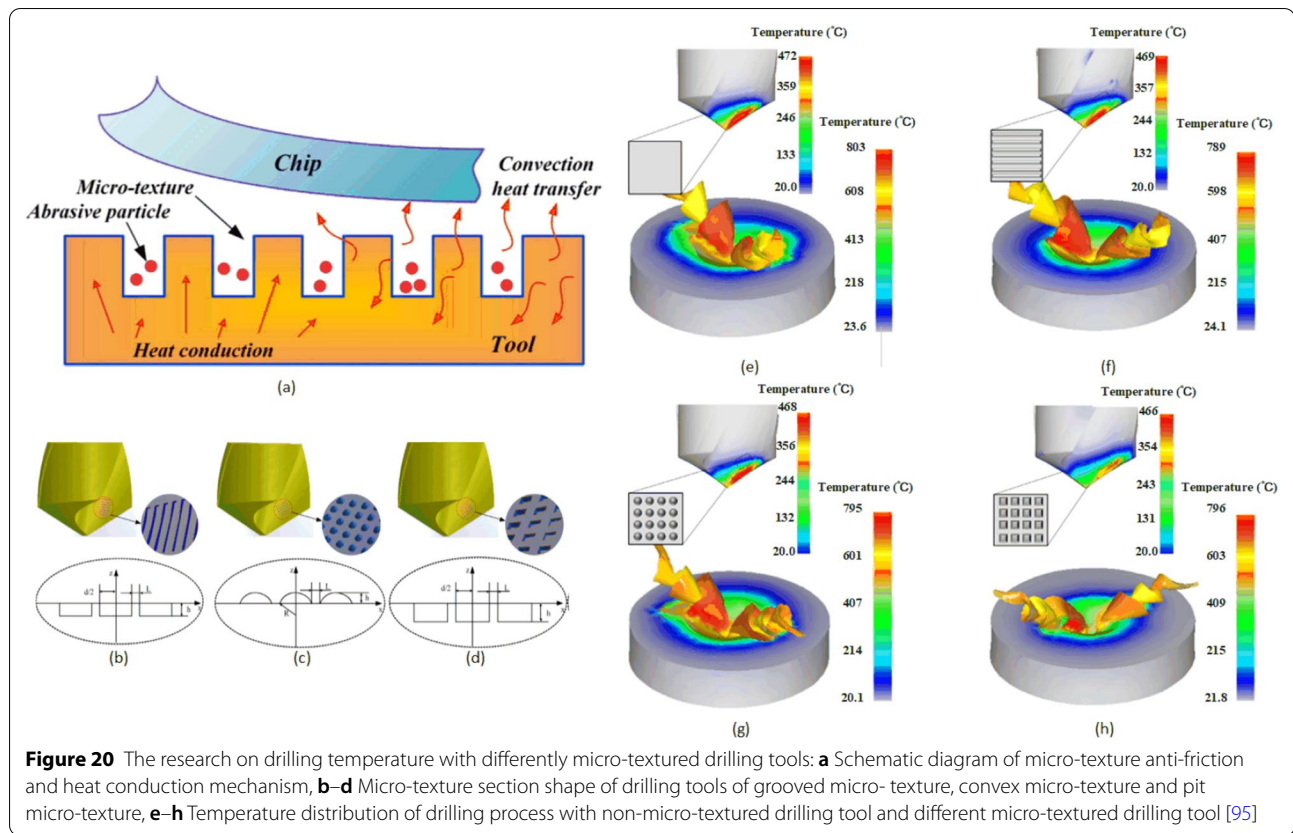 Chip
Convection
heat transfer
Micro-texture
Abrasive particle
Heat conduction
Tool
(a)
d/2
z
L
h
(b)
z
L
h
R
(c)
d/2
z
L
h
(d)
Temperature (℃)
472
359
246
133
20.0
Temperature (℃)
803
608
413
218
23.6
(e)
Temperature (℃)
469
357
244
132
20.0
Temperature (℃)
789
598
407
215
24.1
(f)
Temperature (℃)
468
356
244
132
20.0
Temperature (℃)
795
601
407
214
20.1
(g)
Temperature (℃)
466
354
243
131
20.0
Temperature (℃)
796
603
409
215
21.8
(h)
Figure 20 The research on drilling temperature with differently micro-textured drilling tools: a Schematic diagram of micro-texture anti-friction
and heat conduction mechanism, b–d Micro-texture section shape of drilling tools of grooved micro- texture, convex micro-texture and pit
micro-texture, e–h Temperature distribution of drilling process with non-micro-textured drilling tool and different micro-textured drilling tool [95]